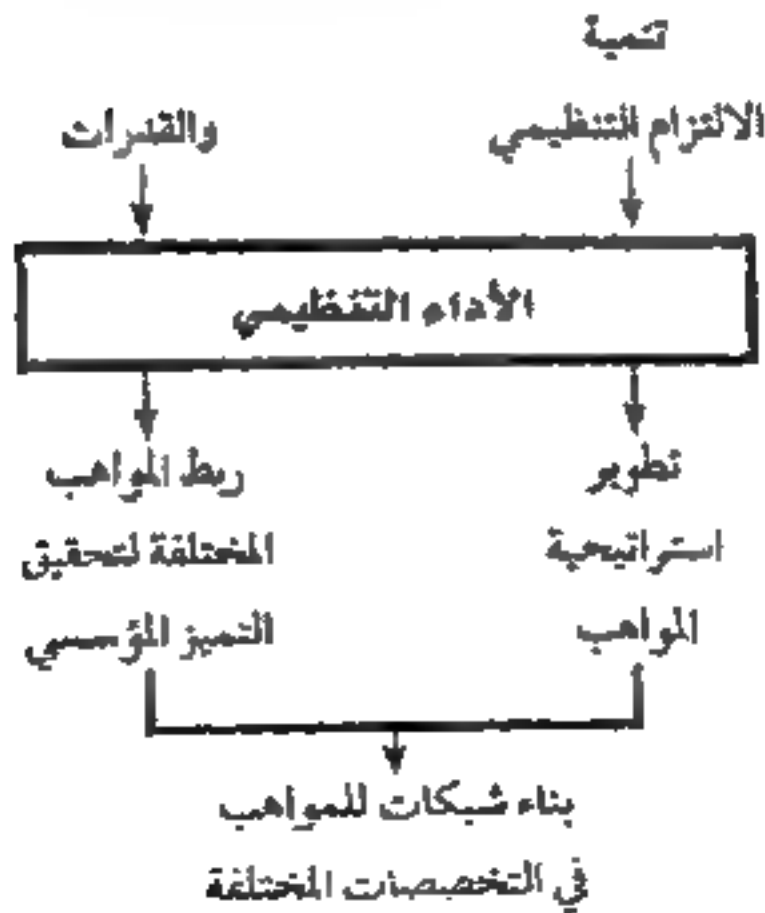 تنمية
الالتزام التنظيمي
والقدرات
الأداء التنظيمي
تطوير
استراتيجية
المواهب
ربط المواهب
المختلفة لتحقيق
التميز المؤسسي
بناء شبكات للمواهب
في التخصصات المختلفة